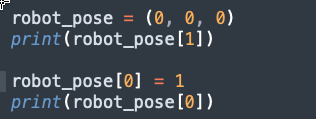 robot_pose = (0, 0, 0)
print(robot_pose[1])
robot_pose[0] = 1
print(robot_pose[0])